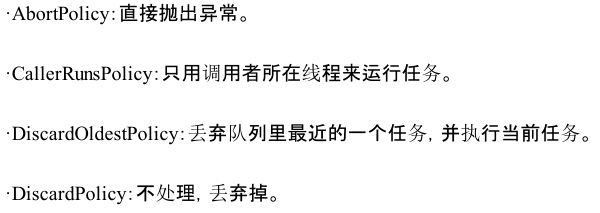 ·AbortPolicy：直接抛出异常。
·CallerRunsPolicy：只用调用者所在线程来运行任务。
·DiscardOldestPolicy：丢弃队列里最近的一个任务，并执行当前任务。
·DiscardPolicy：不处理，丢弃掉。